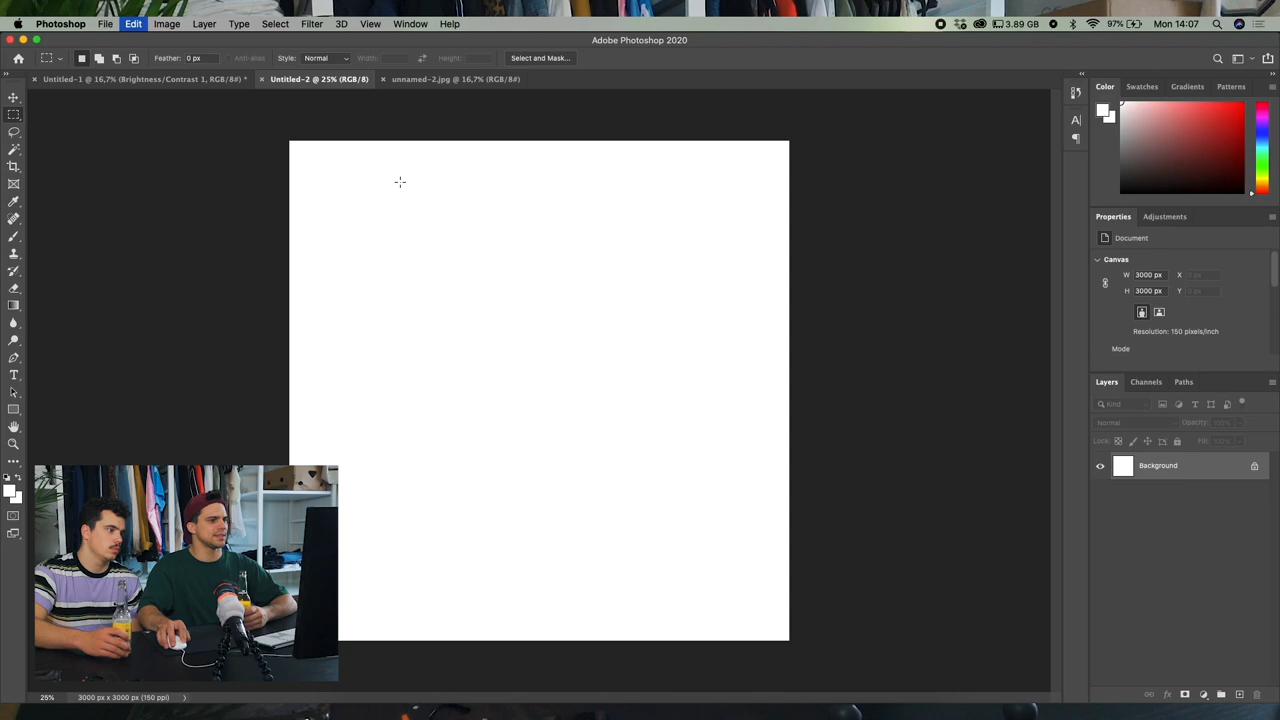 Photoshop File Edit Image Layer Type Select Filter 3D View Window Help 3.89 GB 97% Mon 14:07
Adobe Photoshop 2020
Feather: 0 px Anti-alias Style: Normal Width: Height: Select and Mask...
Untitled-1 @ 16,7% (Brightness/Contrast 1, RGB/8#) * Untitled-2 @ 25% (RGB/8) unnamed-2.jpg @ 16,7% (RGB/8#)
Color Swatches Gradients Patterns
Properties Adjustments
Document
Canvas
W 3000 px X 0 px
H 3000 px Y 0 px
Resolution: 150 pixels/inch
Mode
Layers Channels Paths
Kind
Normal Opacity: 100%
Lock: Fill: 100%
Background
25% 3000 px x 3000 px (150 ppi)